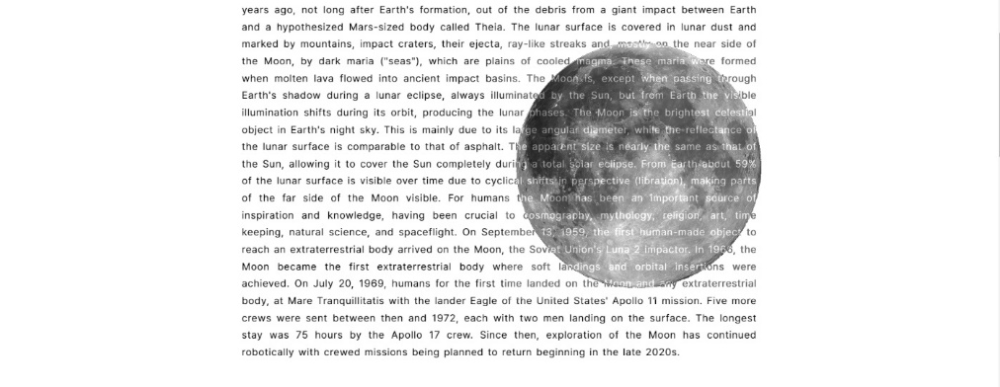 years ago, not long after Earth's formation, out of the debris from a giant impact between Earth
and a hypothesized Mars-sized body called Theia. The lunar surface is covered in lunar dust and
marked by mountains, impact craters, their ejecta, ray-like streaks and, mostly on the near side of
the Moon, by dark maria ("seas"), which are plains of cooled magma. These maria were formed
when molten lava flowed into ancient impact basins. The Moon is, except when passing through
Earth's shadow during a lunar eclipse, always illuminated by the Sun, but from Earth the visible
illumination shifts during its orbit, producing the lunar phases. The Moon is the brightest celestial
object in Earth's night sky. This is mainly due to its large angular diameter, while the reflectance of
the lunar surface is comparable to that of asphalt. The apparent size is nearly the same as that of
the Sun, allowing it to cover the Sun completely during a total solar eclipse. From Earth about 59%
of the lunar surface is visible over time due to cyclical shifts in perspective (libration), making parts
of the far side of the Moon visible. For humans the Moon has been an important source of
inspiration and knowledge, having been crucial to cosmography, mythology, religion, art, time
keeping, natural science, and spaceflight. On September 13, 1959, the first human-made object to
reach an extraterrestrial body arrived on the Moon, the Soviet Union's Luna 2 impactor. In 1966, the
Moon became the first extraterrestrial body where soft landings and orbital insertions were
achieved. On July 20, 1969, humans for the first time landed on the Moon and any extraterrestrial
body, at Mare Tranquillitatis with the lander Eagle of the United States' Apollo 11 mission. Five more
crews were sent between then and 1972, each with two men landing on the surface. The longest
stay was 75 hours by the Apollo 17 crew. Since then, exploration of the Moon has continued
robotically with crewed missions being planned to return beginning in the late 2020s.